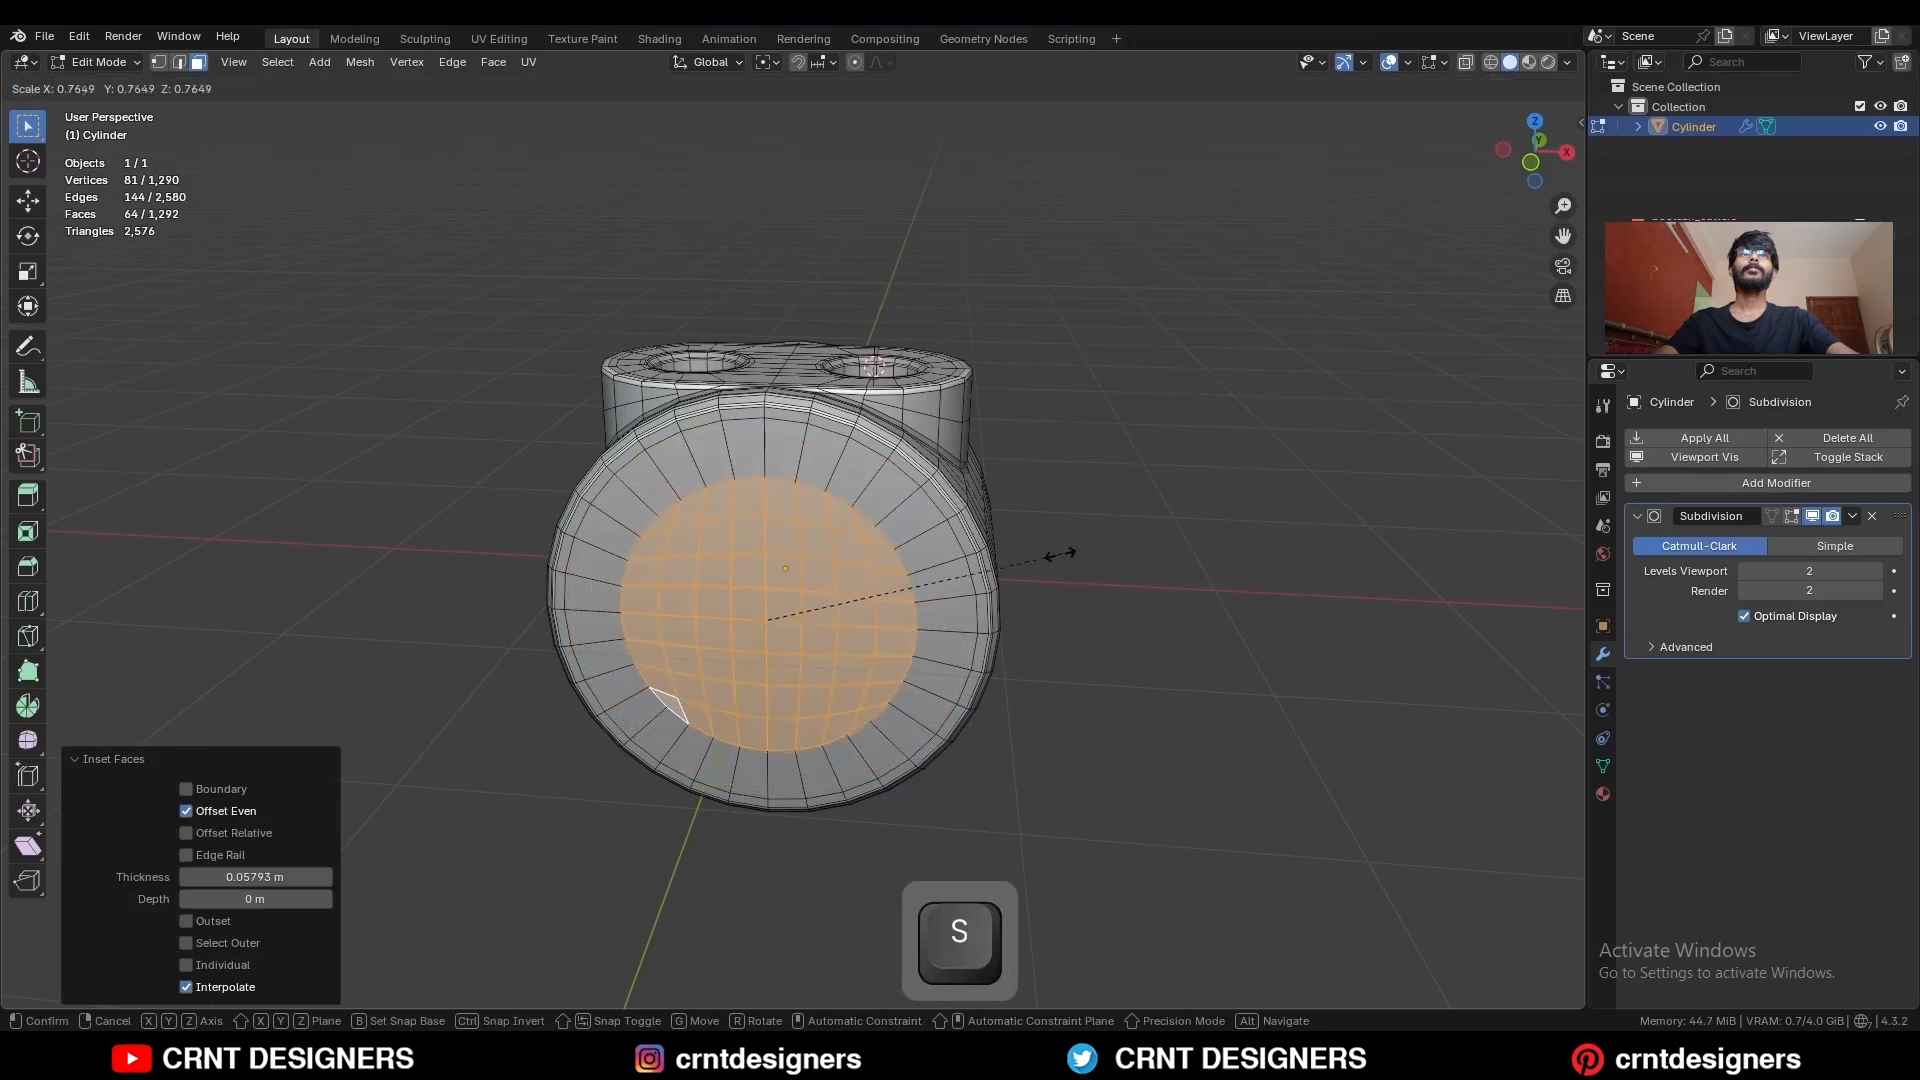 File Edit Render Window Help Layout Modeling Sculpting UV Editing Texture Paint Shading Animation Rendering Compositing Geometry Nodes Scripting +
Scene ViewLayer
Edit Mode View Select Add Mesh Vertex Edge Face UV Global Search
Scale X: 0.7649 Y: 0.7649 Z: 0.7649
Scene Collection
Collection
Cylinder
User Perspective
(1) Cylinder
Objects 1 / 1
Vertices 81 / 1,290
Edges 144 / 2,580
Faces 64 / 1,292
Triangles 2,576
Z
Y
X
Search
Cylinder > Subdivision
Apply All Delete All
Viewport Vis Toggle Stack
Add Modifier
Subdivision
Catmull-Clark Simple
Levels Viewport 2
Render 2
Optimal Display
Advanced
Inset Faces
Boundary
Offset Even
Offset Relative
Edge Rail
Thickness 0.05793 m
Depth 0 m
Outset
Select Outer
Individual
Interpolate
S
Activate Windows
Go to Settings to activate Windows.
Confirm Cancel X Y Z Axis X Y Z Plane B Set Snap Base Ctrl Snap Invert Snap Toggle G Move R Rotate Automatic Constraint Automatic Constraint Plane Precision Mode Alt Navigate Memory: 44.7 MiB | VRAM: 0.7/4.0 GiB | 7 | 4.3.2
CRNT DESIGNERS crntdesigners CRNT DESIGNERS crntdesigners